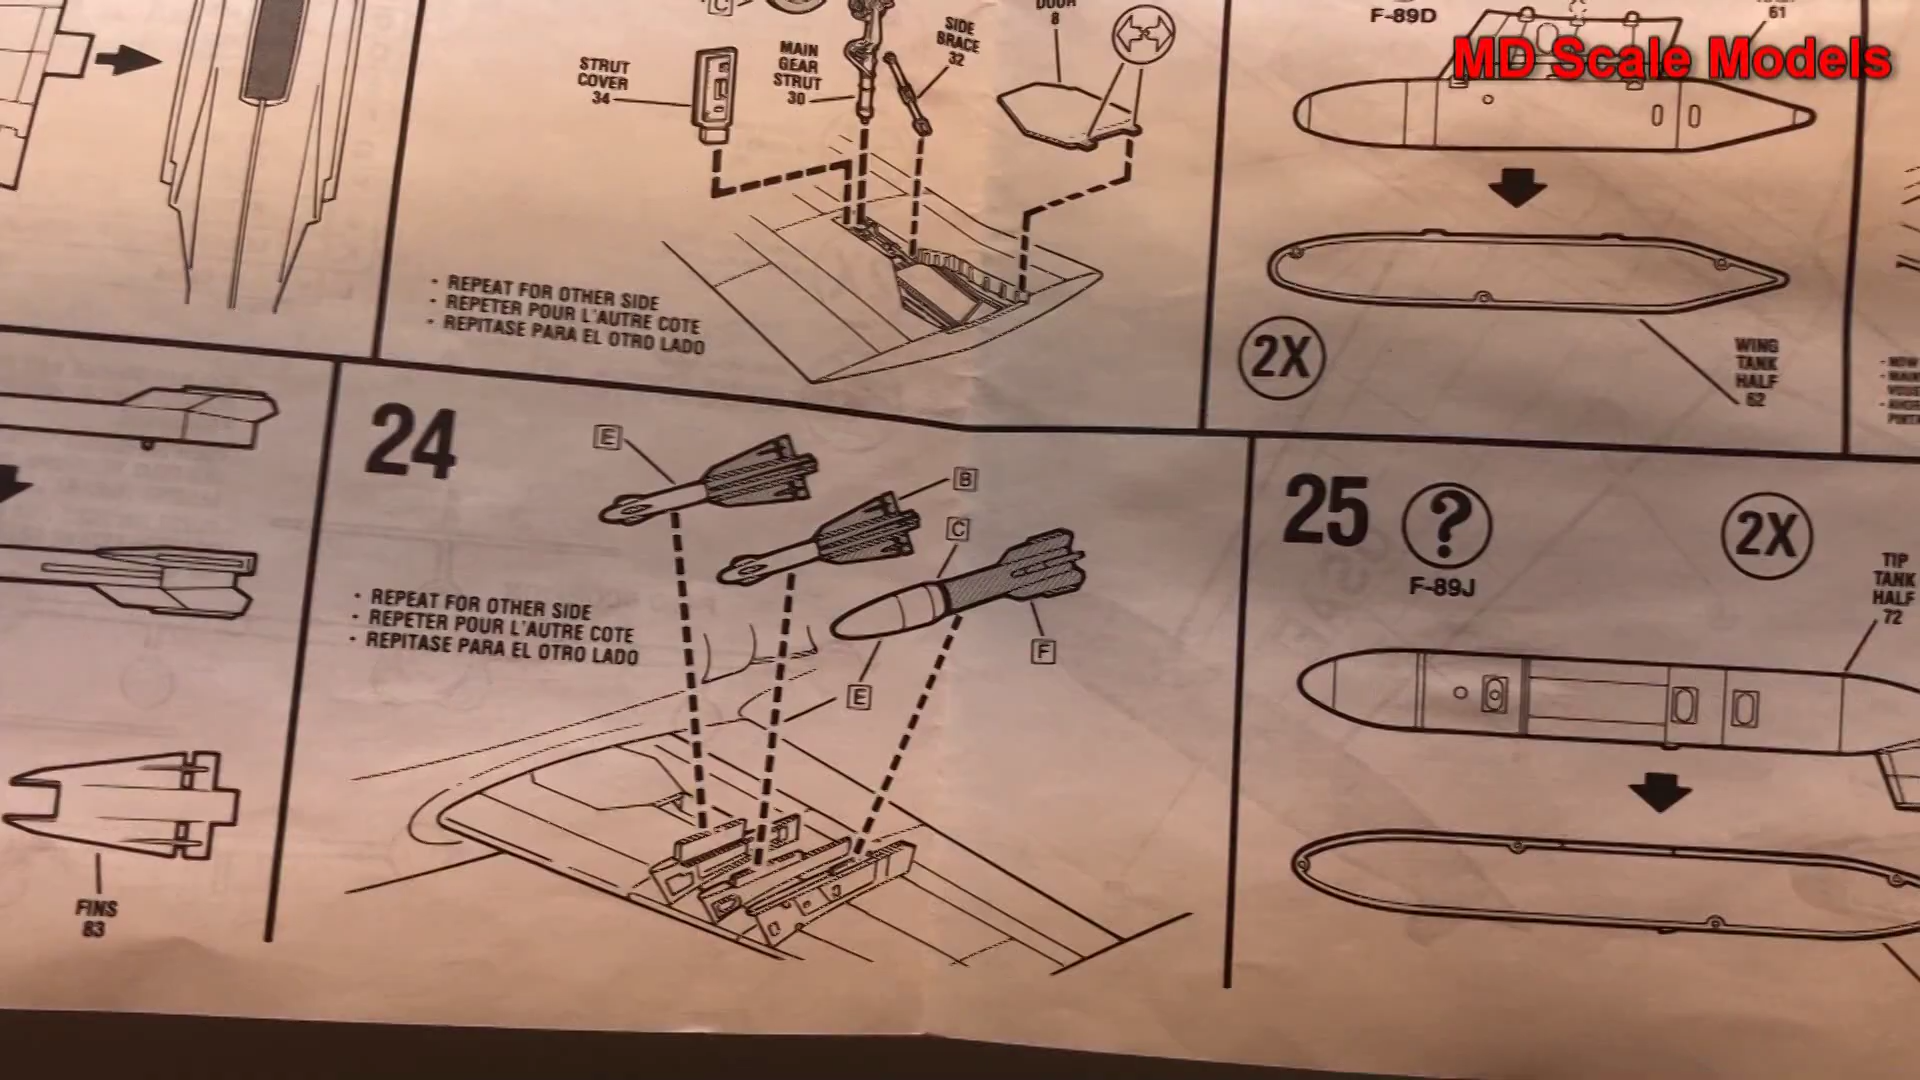 C
STRUT
COVER
34
MAIN
GEAR
STRUT
30
SIDE
BRACE
32
DOOR
8
- REPEAT FOR OTHER SIDE
- REPETER POUR L'AUTRE COTE
- REPITASE PARA EL OTRO LADO
F-89D
61
MD Scale Models
2X
WING
TANK
HALF
62
24
E
B
C
E
F
- REPEAT FOR OTHER SIDE
- REPETER POUR L'AUTRE COTE
- REPITASE PARA EL OTRO LADO
FINS
83
25
?
F-89J
2X
TIP
TANK
HALF
72